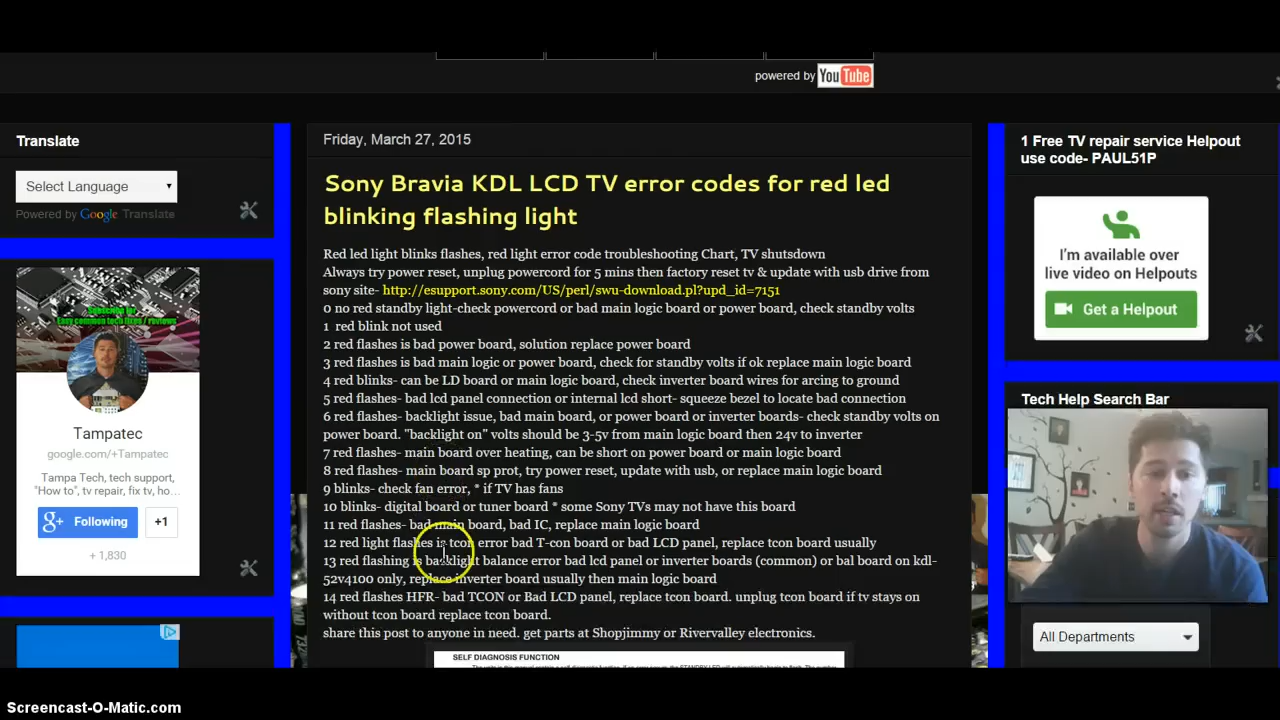 powered by YouTube
Translate
Select Language
Powered by Google Translate
Subscribe for
Easy common tech fixes / reviews
Tampatec
google.com/+Tampatec
Tampa Tech, tech support,
"How to", tv repair, fix tv, ho...
g+ Following
+1
+ 1,830
Friday, March 27, 2015
Sony Bravia KDL LCD TV error codes for red led
blinking flashing light
Red led light blinks flashes, red light error code troubleshooting Chart, TV shutsdown
Always try power reset, unplug powercord for 5 mins then factory reset tv & update with usb drive from
sony site- http://esupport.sony.com/US/perl/swu-download.pl?upd_id=7151
0 no red standby light-check powercord or bad main logic board or power board, check standby volts
1 red blink not used
2 red flashes is bad power board, solution replace power board
3 red flashes is bad main logic or power board, check for standby volts if ok replace main logic board
4 red blinks- can be LD board or main logic board, check inverter board wires for arcing to ground
5 red flashes- bad lcd panel connection or internal lcd short- squeeze bezel to locate bad connection
6 red flashes- backlight issue, bad main board, or power board or inverter boards- check standby volts on
power board. "backlight on" volts should be 3-5v from main logic board then 24v to inverter
7 red flashes- main board over heating, can be short on power board or main logic board
8 red flashes- main board sp prot, try power reset, update with usb, or replace main logic board
9 blinks- check fan error, * if TV has fans
10 blinks- digital board or tuner board * some Sony TVs may not have this board
11 red flashes- bad main board, bad IC, replace main logic board
12 red light flashes is tcon error bad T-con board or bad LCD panel, replace tcon board usually
13 red flashing is backlight balance error bad lcd panel or inverter boards (common) or bal board on kdl-
52v4100 only, replace inverter board usually then main logic board
14 red flashes HFR- bad TCON or Bad LCD panel, replace tcon board. unplug tcon board if tv stays on
without tcon board replace tcon board.
share this post to anyone in need. get parts at Shopjimmy or Rivervalley electronics.
SELF DIAGNOSIS FUNCTION
1 Free TV repair service Helpout
use code- PAUL51P
I'm available over
live video on Helpouts
Get a Helpout
Tech Help Search Bar
All Departments
Screencast-O-Matic.com